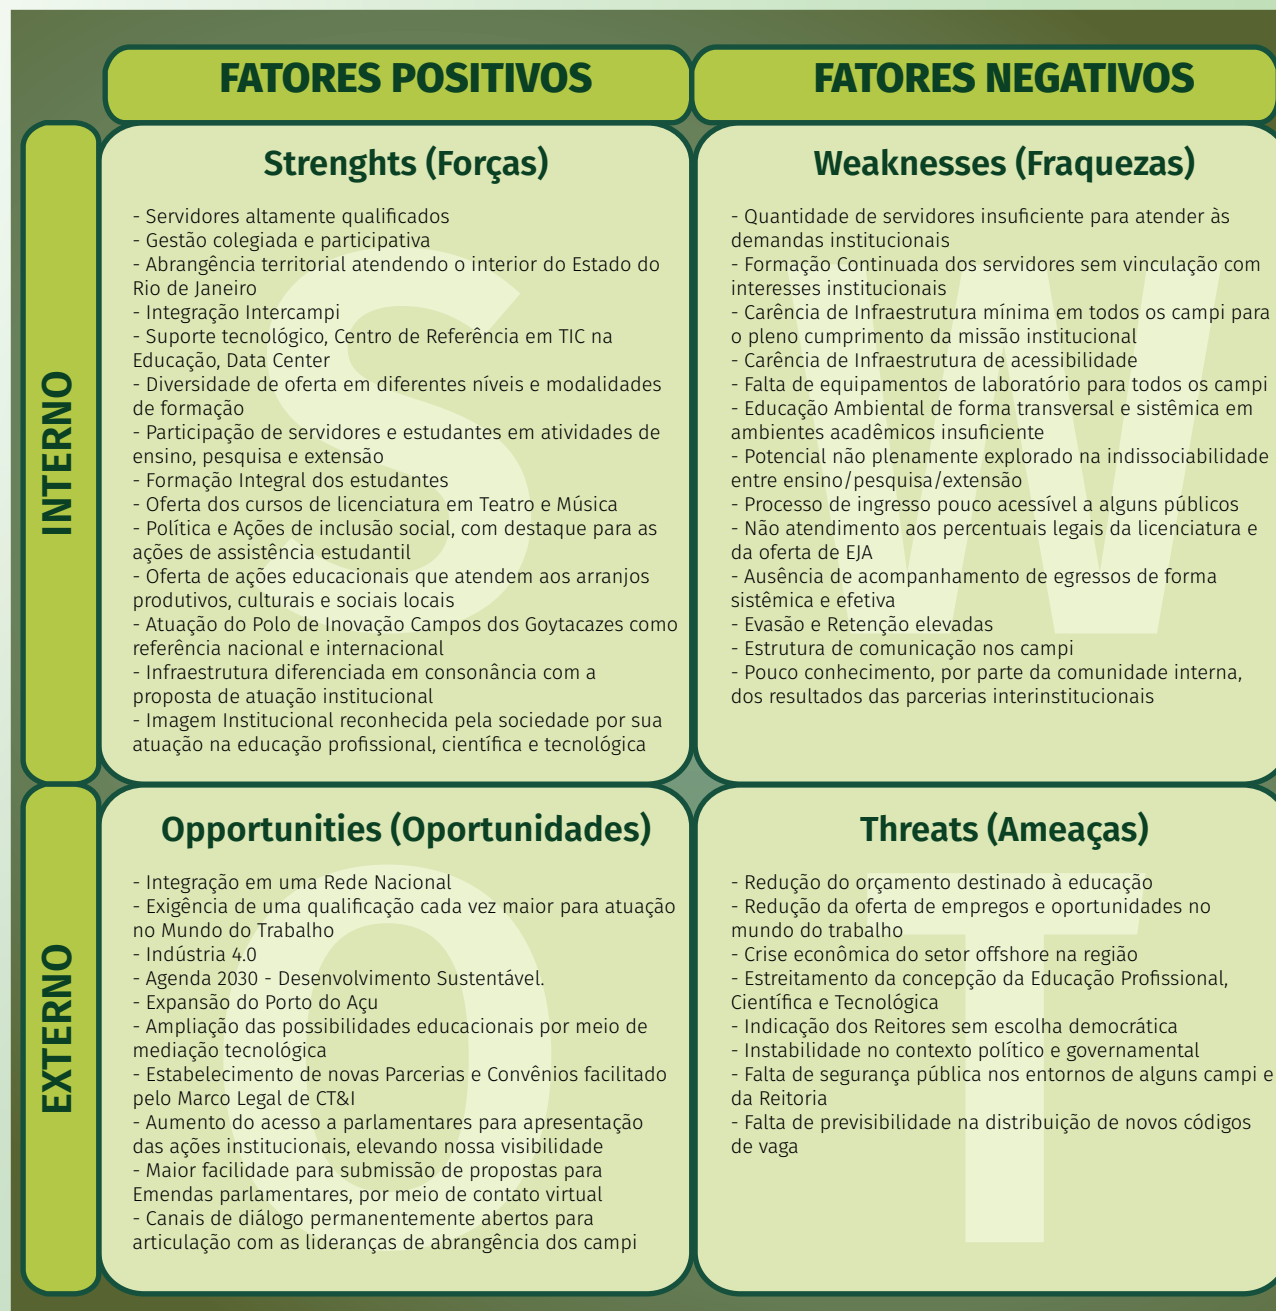 FATORES POSITIVOS
FATORES NEGATIVOS
INTERNO
Strenghts (Forças)
- Servidores altamente qualificados
- Gestão colegiada e participativa
- Abrangência territorial atendendo o interior do Estado do
Rio de Janeiro
- Integração Intercampi
- Suporte tecnológico, Centro de Referência em TIC na
Educação, Data Center
- Diversidade de oferta em diferentes níveis e modalidades
de formação
- Participação de servidores e estudantes em atividades de
ensino, pesquisa e extensão
- Formação Integral dos estudantes
- Oferta dos cursos de licenciatura em Teatro e Música
- Política e Ações de inclusão social, com destaque para as
ações de assistência estudantil
- Oferta de ações educacionais que atendem aos arranjos
produtivos, culturais e sociais locais
- Atuação do Polo de Inovação Campos dos Goytacazes como
referência nacional e internacional
- Infraestrutura diferenciada em consonância com a
proposta de atuação institucional
- Imagem Institucional reconhecida pela sociedade por sua
atuação na educação profissional, científica e tecnológica
S
Weaknesses (Fraquezas)
- Quantidade de servidores insuficiente para atender às
demandas institucionais
- Formação Continuada dos servidores sem vinculação com
interesses institucionais
- Carência de Infraestrutura mínima em todos os campi para
o pleno cumprimento da missão institucional
- Carência de Infraestrutura de acessibilidade
- Falta de equipamentos de laboratório para todos os campi
- Educação Ambiental de forma transversal e sistêmica em
ambientes acadêmicos insuficiente
- Potencial não plenamente explorado na indissociabilidade
entre ensino/pesquisa/extensão
- Processo de ingresso pouco acessível a alguns públicos
- Não atendimento aos percentuais legais da licenciatura e
da oferta de EJA
- Ausência de acompanhamento de egressos de forma
sistêmica e efetiva
- Evasão e Retenção elevadas
- Estrutura de comunicação nos campi
- Pouco conhecimento, por parte da comunidade interna,
dos resultados das parcerias interinstitucionais
W
EXTERNO
Opportunities (Oportunidades)
- Integração em uma Rede Nacional
- Exigência de uma qualificação cada vez maior para atuação
no Mundo do Trabalho
- Indústria 4.0
- Agenda 2030 - Desenvolvimento Sustentável.
- Expansão do Porto do Açu
- Ampliação das possibilidades educacionais por meio de
mediação tecnológica
- Estabelecimento de novas Parcerias e Convênios facilitado
pelo Marco Legal de CT&I
- Aumento do acesso a parlamentares para apresentação
das ações institucionais, elevando nossa visibilidade
- Maior facilidade para submissão de propostas para
Emendas parlamentares, por meio de contato virtual
- Canais de diálogo permanentemente abertos para
articulação com as lideranças de abrangência dos campi
O
Threats (Ameaças)
- Redução do orçamento destinado à educação
- Redução da oferta de empregos e oportunidades no
mundo do trabalho
- Crise econômica do setor offshore na região
- Estreitamento da concepção da Educação Profissional,
Científica e Tecnológica
- Indicação dos Reitores sem escolha democrática
- Instabilidade no contexto político e governamental
- Falta de segurança pública nos entornos de alguns campi e
da Reitoria
- Falta de previsibilidade na distribuição de novos códigos
de vaga
T